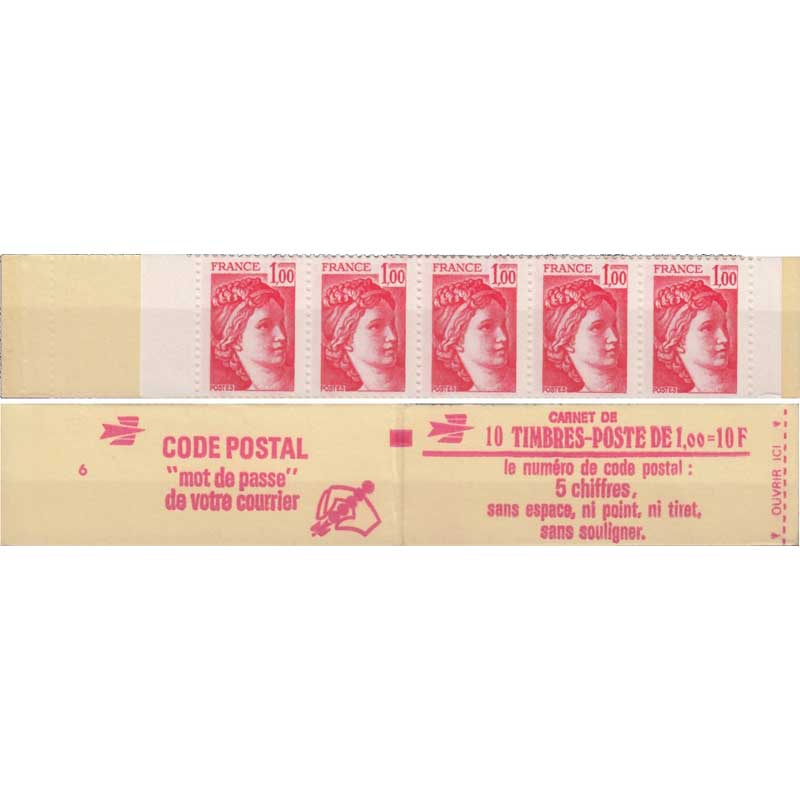 FRANCE 1.00
POSTES
FRANCE 1.00
POSTES
FRANCE 1.00
POSTES
FRANCE 1.00
POSTES
FRANCE 1.00
POSTES
6
CODE POSTAL
"mot de passe"
de votre courrier
CARNET DE
10 TIMBRES-POSTE DE 1,00=10 F
le numéro de code postal :
5 chiffres,
sans espace, ni point, ni tiret,
sans souligner.
OUVRIR ICI